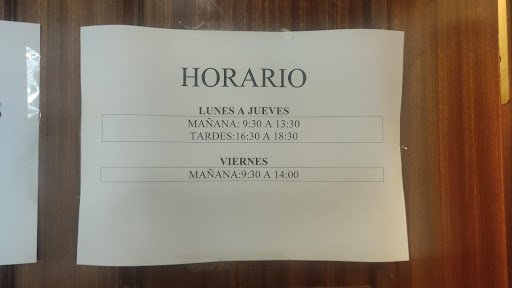 HORARIO
LUNES A JUEVES
MAÑANA: 9:30 A 13:30
TARDES:16:30 A 18:30
VIERNES
MAÑANA:9:30 A 14:00